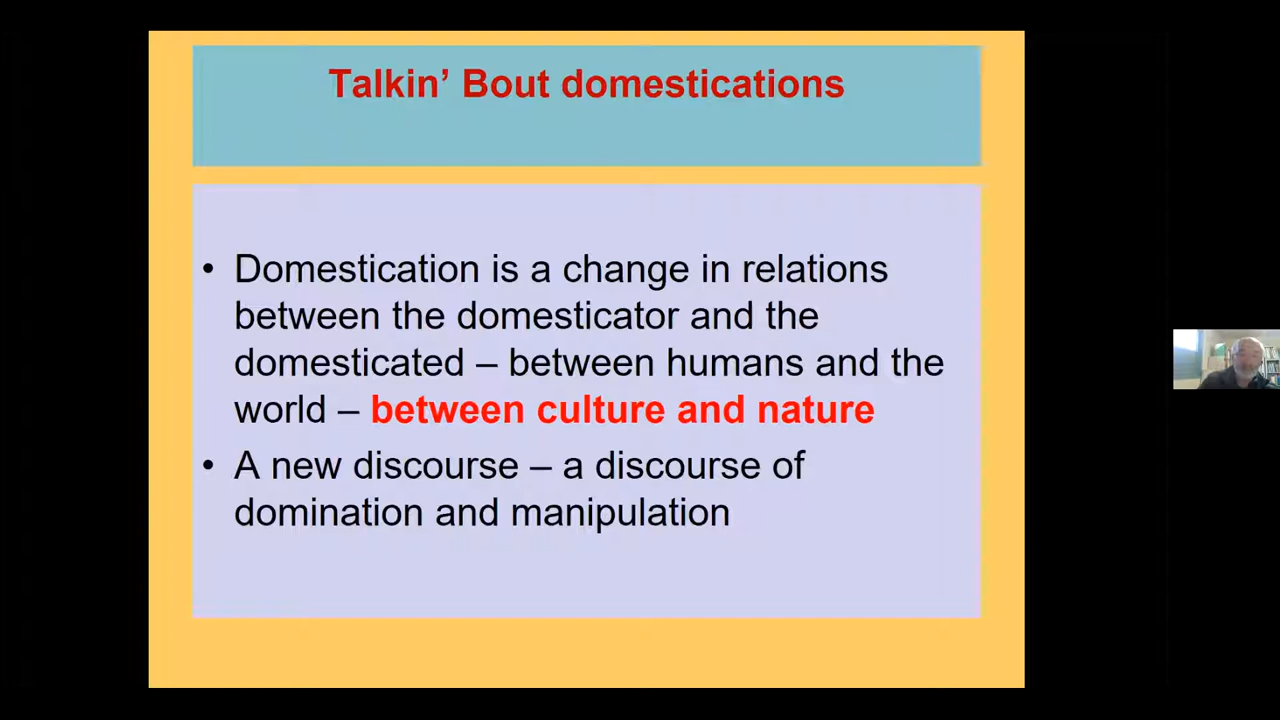 Talkin’ Bout domestications
• Domestication is a change in relations
between the domesticator and the
domesticated – between humans and the
world – between culture and nature
• A new discourse – a discourse of
domination and manipulation